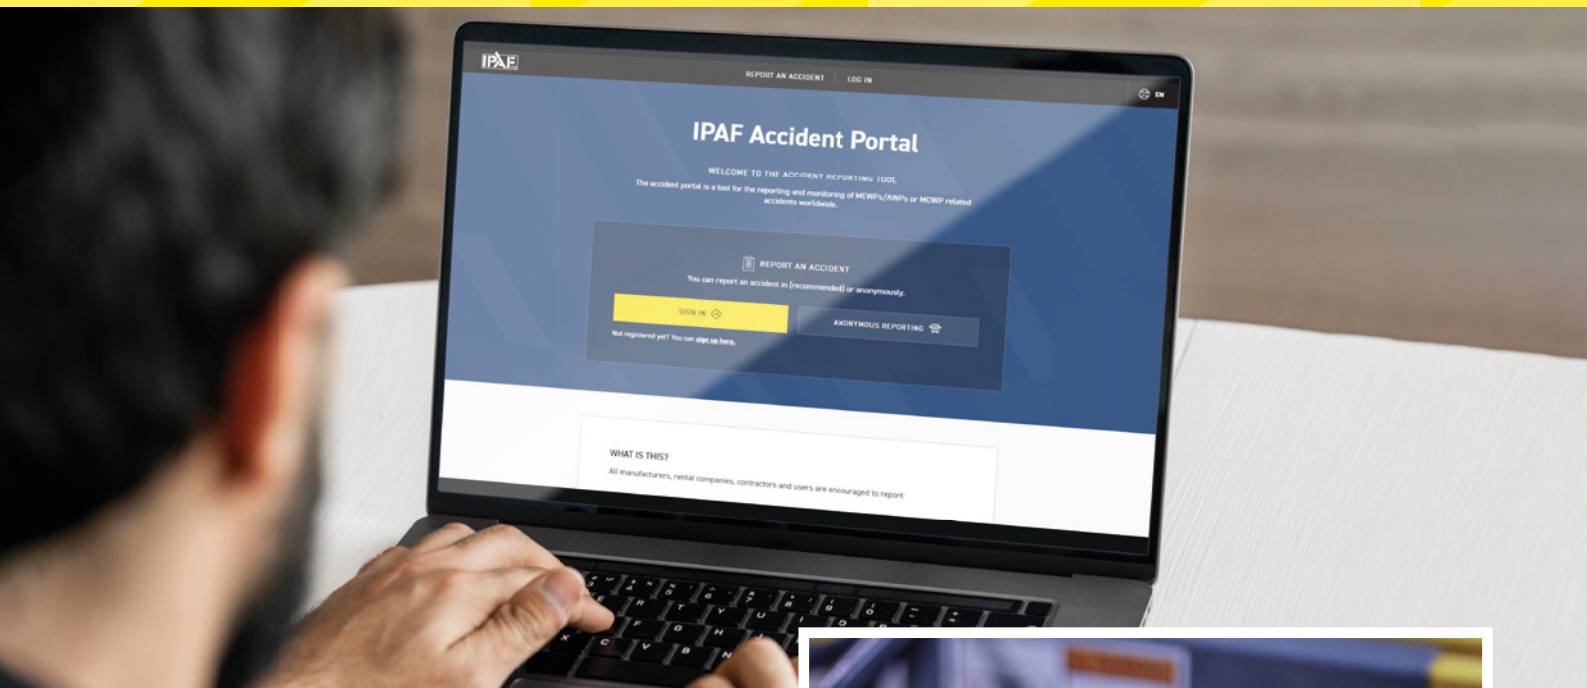 IPAF
REPORT AN ACCIDENT
LOG IN
EN
IPAF Accident Portal
WELCOME TO THE ACCIDENT REPORTING TOOL
The accident portal is a tool for the reporting and monitoring of MEWPs/AWPs or MCWP related
accidents worldwide.
REPORT AN ACCIDENT
You can report an accident in (recommended) or anonymously.
SIGN IN
ANONYMOUS REPORTING
Not registered yet? You can sign up here.
WHAT IS THIS?
All manufacturers, rental companies, contractors and users are encouraged to report: